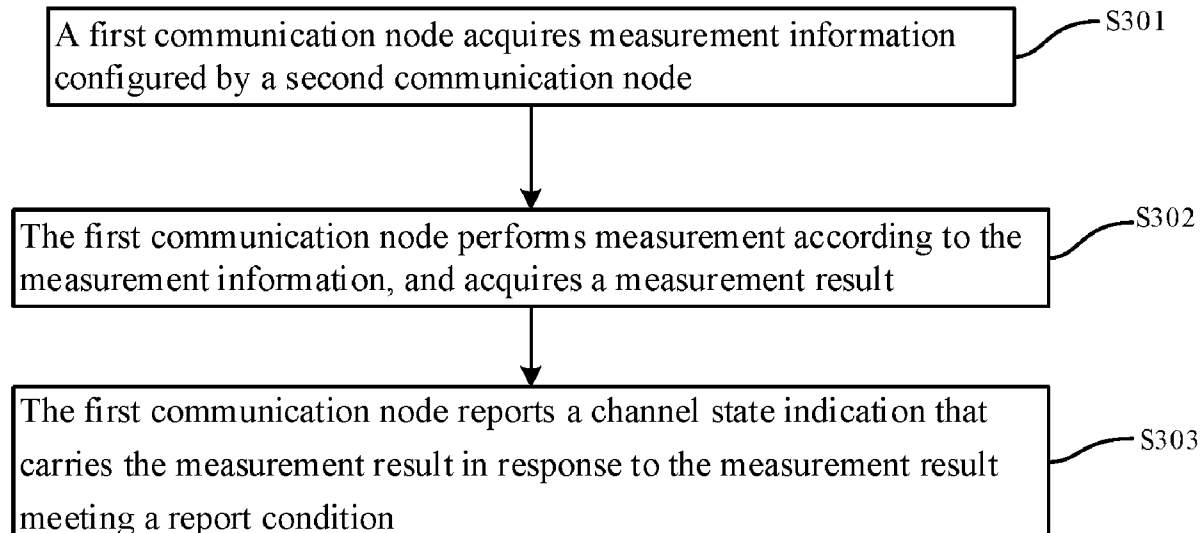 A first communication node acquires measurement information
configured by a second communication node
S301
The first communication node performs measurement according to the
measurement information, and acquires a measurement result
S302
The first communication node reports a channel state indication that
carries the measurement result in response to the measurement result
meeting a report condition
S303